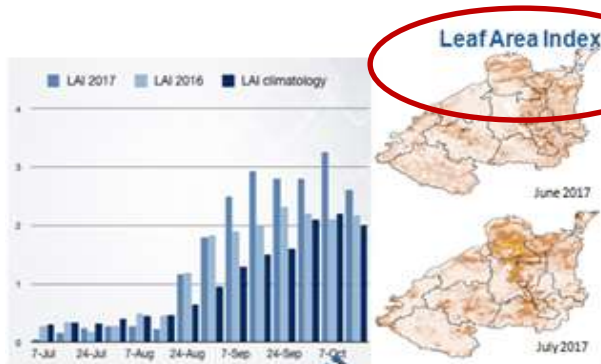 Leaf Area Index
LAI 2017 LAI 2016 LAI climatology
4
3
2
1
0
7-Jul 24-Jul 7-Aug 24-Aug 7-Sep 24-Sep 7-Oct
June 2017
July 2017